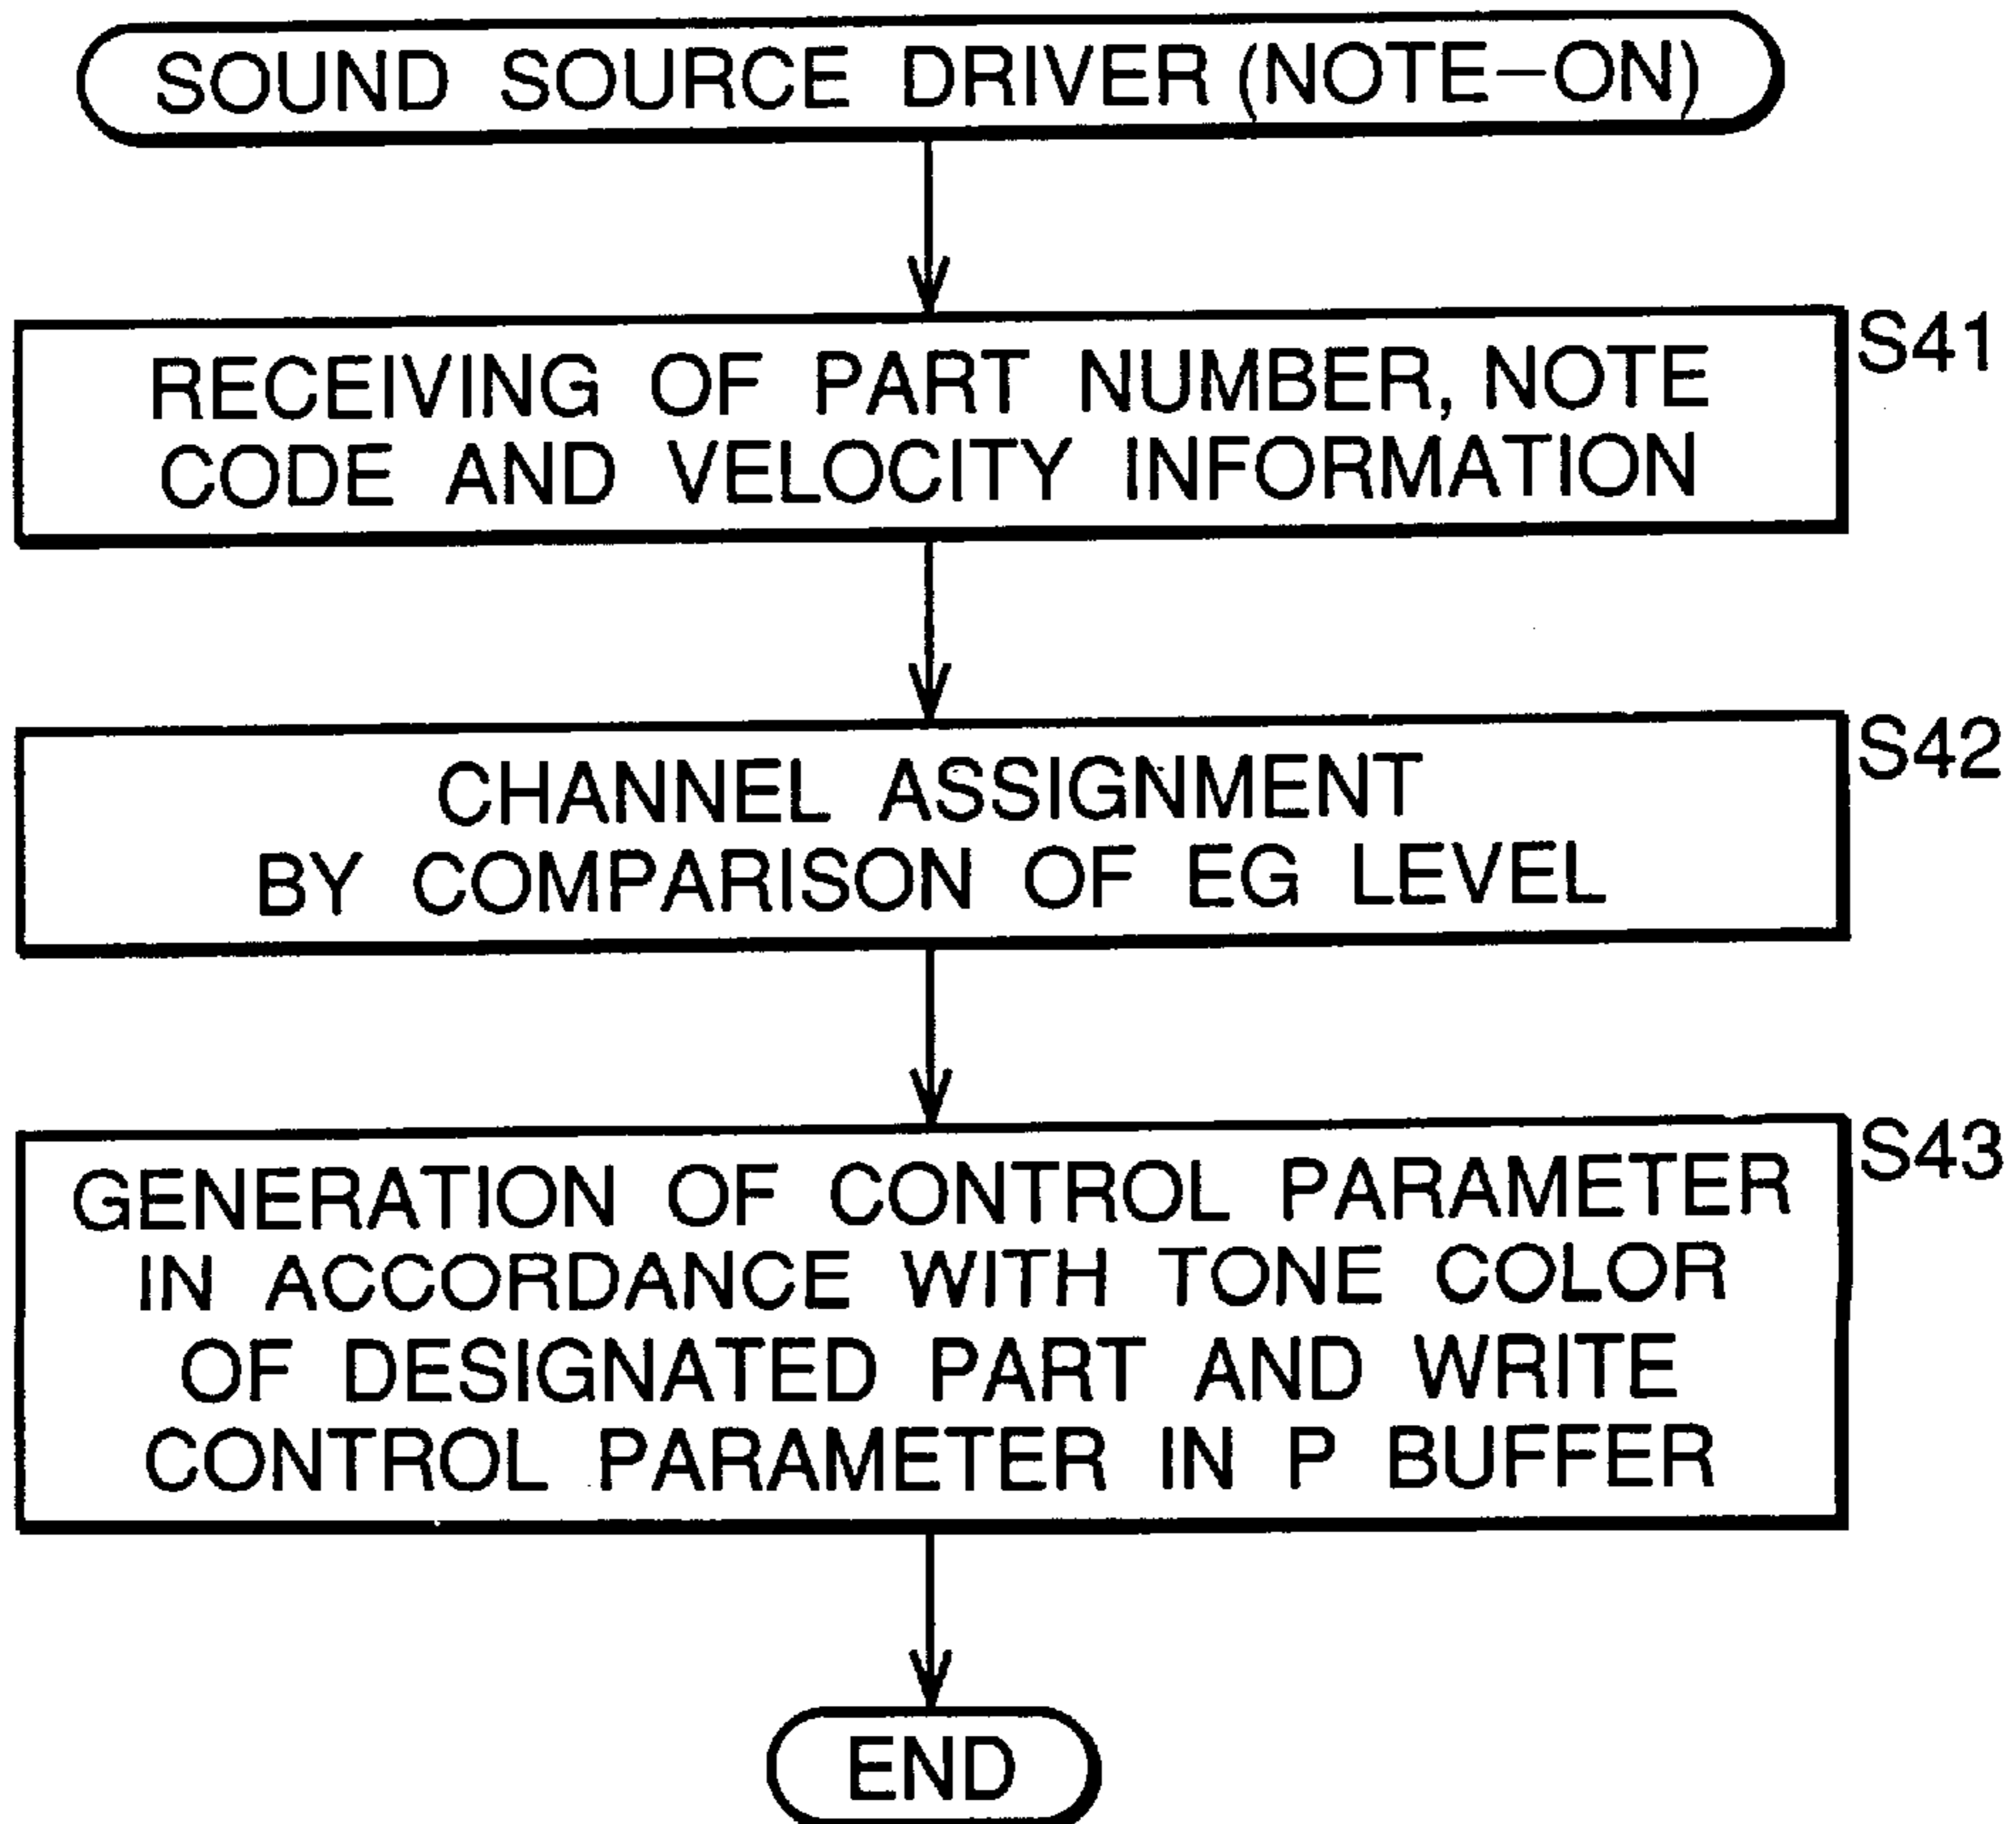 SOUND SOURCE DRIVER (NOTE-ON)
RECEIVING OF PART NUMBER, NOTE
CODE AND VELOCITY INFORMATION
S41
CHANNEL ASSIGNMENT
BY COMPARISON OF EG LEVEL
S42
GENERATION OF CONTROL PARAMETER
IN ACCORDANCE WITH TONE COLOR
OF DESIGNATED PART AND WRITE
CONTROL PARAMETER IN P BUFFER
S43
END